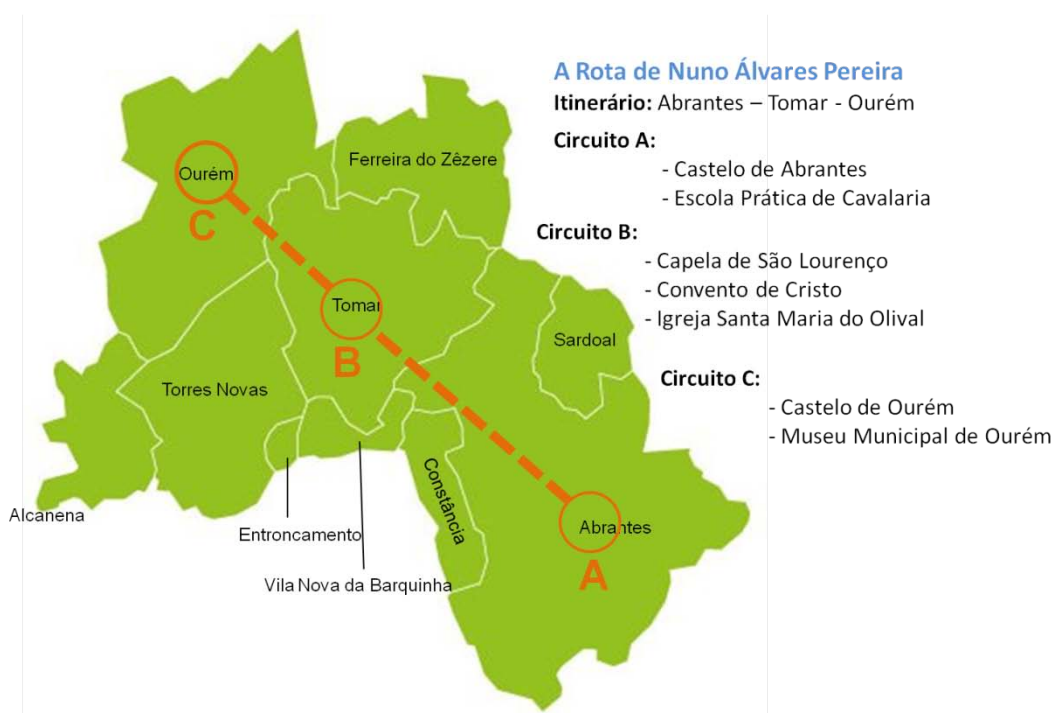 A Rota de Nuno Álvares Pereira
Itinerário: Abrantes – Tomar - Ourém
Circuito A:
- Castelo de Abrantes
- Escola Prática de Cavalaria
Circuito B:
- Capela de São Lourenço
- Convento de Cristo
- Igreja Santa Maria do Olival
Circuito C:
- Castelo de Ourém
- Museu Municipal de Ourém
Ferreira do Zêzere
Ourém
C
Tomar
B
Sardoal
Torres Novas
Constância
Alcanena
Entroncamento
Abrantes
A
Vila Nova da Barquinha